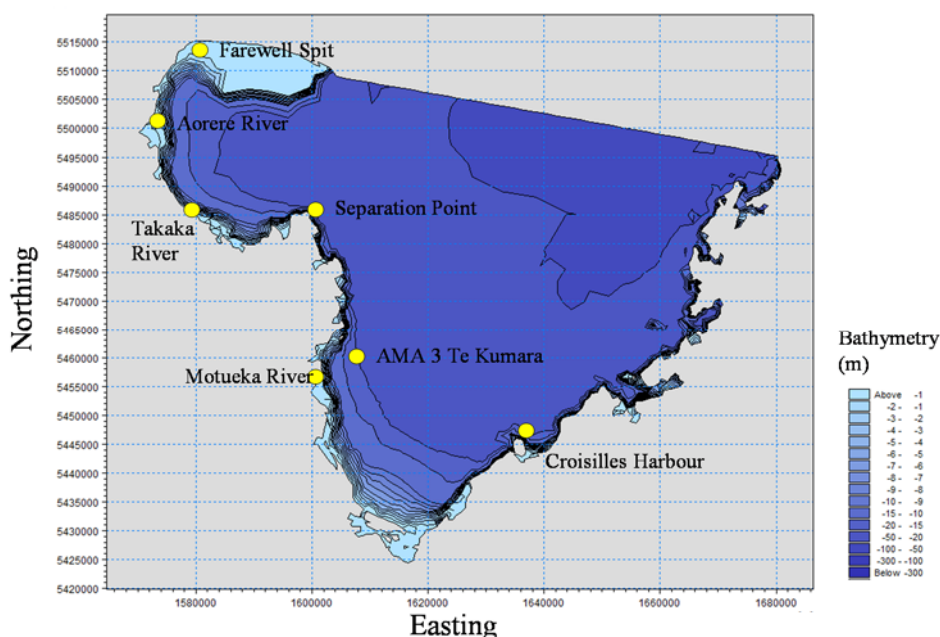 5515000
5510000
5505000
5500000
5495000
5490000
5485000
5480000
5475000
5470000
5465000
5460000
5455000
5450000
5445000
5440000
5435000
5430000
5425000
5420000
Northing
Farewell Spit
Aorere River
Takaka
River
Separation Point
AMA 3 Te Kumara
Motueka River
Croisilles Harbour
1580000
1600000
1620000
1640000
1660000
1680000
Easting
Bathymetry
(m)
Above -1
-2 - -1
-3 - -2
-4 - -3
-5 - -4
-6 - -5
-7 - -6
-8 - -7
-9 - -8
-10 - -9
-15 - -10
-20 - -15
-50 - -20
-100 - -50
-300 - -100
Below -300